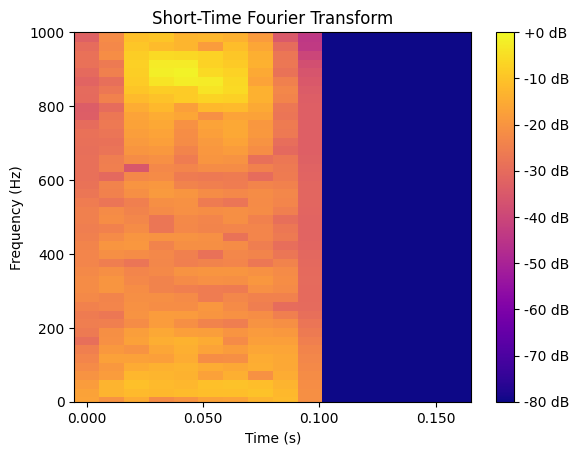 Short-Time Fourier Transform
Frequency (Hz)
1000
800
600
400
200
0
0.000
0.050
0.100
0.150
Time (s)
+0 dB
-10 dB
-20 dB
-30 dB
-40 dB
-50 dB
-60 dB
-70 dB
-80 dB